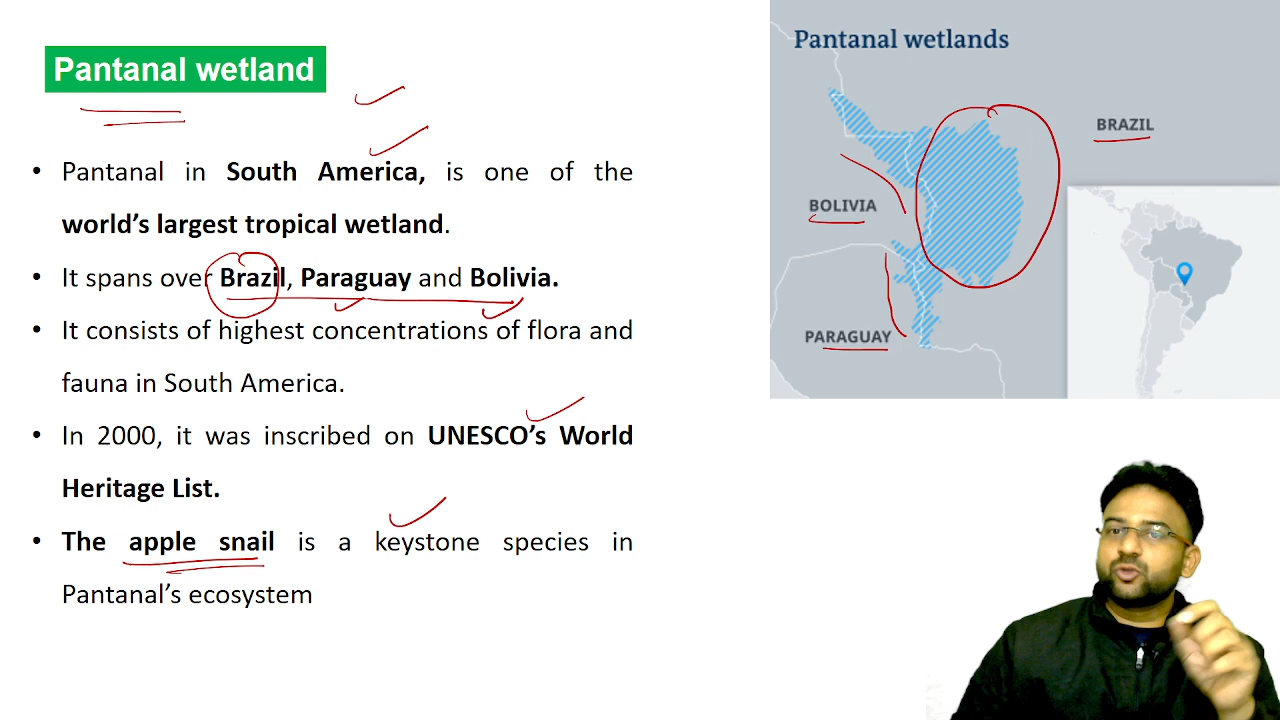 Pantanal wetland
• Pantanal in South America, is one of the
world's largest tropical wetland.
• It spans over Brazil, Paraguay and Bolivia.
• It consists of highest concentrations of flora and
fauna in South America.
• In 2000, it was inscribed on UNESCO's World
Heritage List.
• The apple snail is a keystone species in
Pantanal's ecosystem
Pantanal wetlands
BRAZIL
BOLIVIA
PARAGUAY